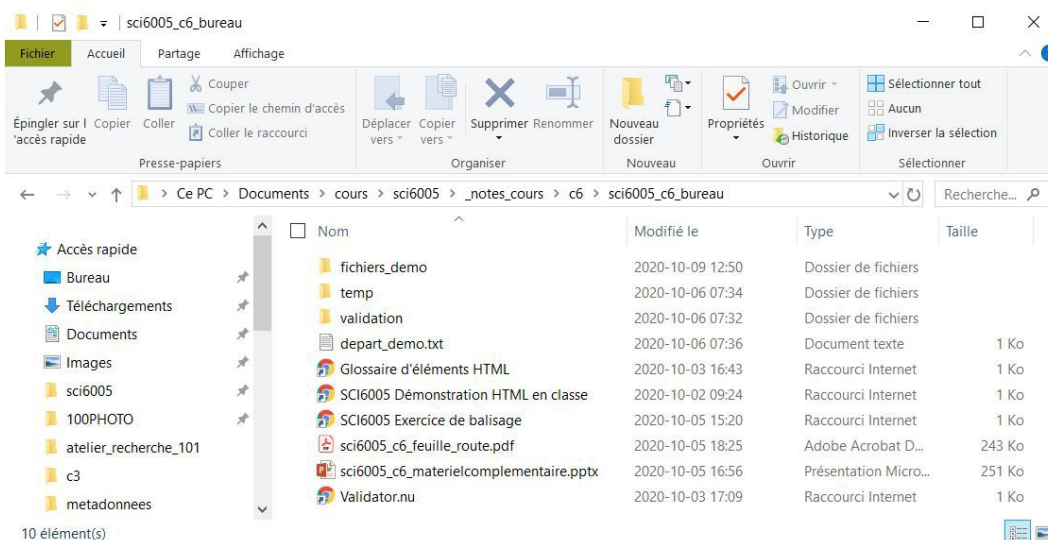 sci6005_c6_bureau
Fichier Accueil Partage Affichage
Épingler sur l'accès rapide
Copier
Coller
Couper
Copier le chemin d'accès
Coller le raccourci
Presse-papiers
Déplacer vers
Copier vers
Supprimer
Renommer
Organiser
Nouveau dossier
Nouveau
Propriétés
Ouvrir
Modifier
Historique
Ouvrir
Sélectionner tout
Aucun
Inverser la sélection
Sélectionner
Ce PC > Documents > cours > sci6005 > _notes_cours > c6 > sci6005_c6_bureau
Recherche...
Accès rapide
Bureau
Téléchargements
Documents
Images
sci6005
100PHOTO
atelier_recherche_101
c3
metadonnees
Nom Modifié le Type Taille
fichiers_demo 2020-10-09 12:50 Dossier de fichiers
temp 2020-10-06 07:34 Dossier de fichiers
validation 2020-10-06 07:32 Dossier de fichiers
depart_demo.txt 2020-10-06 07:36 Document texte 1 Ko
Glossaire d'éléments HTML 2020-10-03 16:43 Raccourci Internet 1 Ko
SCI6005 Démonstration HTML en classe 2020-10-02 09:24 Raccourci Internet 1 Ko
SCI6005 Exercice de balisage 2020-10-05 15:20 Raccourci Internet 1 Ko
sci6005_c6_feuille_route.pdf 2020-10-05 18:25 Adobe Acrobat D... 243 Ko
sci6005_c6_materielcomplementaire.pptx 2020-10-05 16:56 Présentation Micro... 251 Ko
Validator.nu 2020-10-03 17:09 Raccourci Internet 1 Ko
10 élément(s)